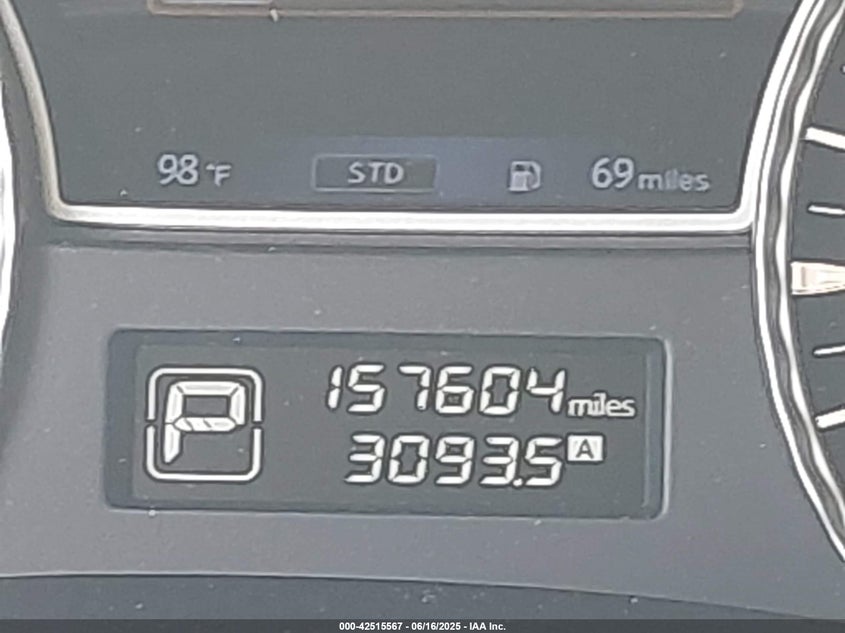 98 °F STD 69 miles
157604 miles
P
3093.5 A
000-42515567 - 06/16/2025 - IAA Inc.